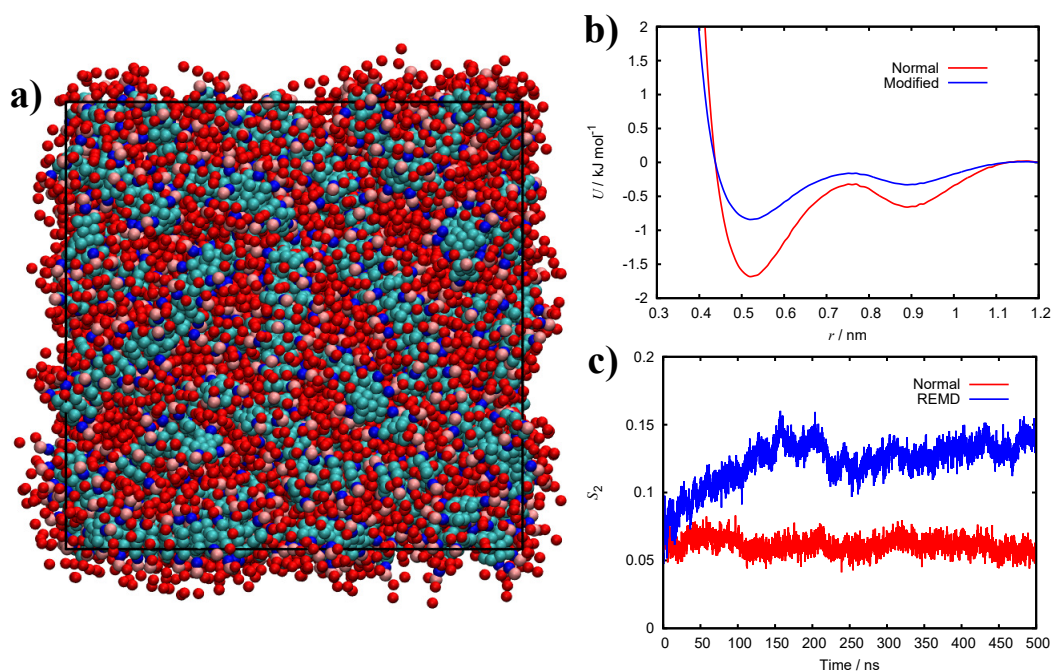 a)
b)
2
1.5
1
0.5
0
-0.5
-1
-1.5
-2
U / kJ mol⁻¹
Normal
Modified
0.3 0.4 0.5 0.6 0.7 0.8 0.9 1 1.1 1.2
r / nm
c)
0.2
0.15
0.1
0.05
0
S₂
Normal
REMD
0 50 100 150 200 250 300 350 400 450 500
Time / ns